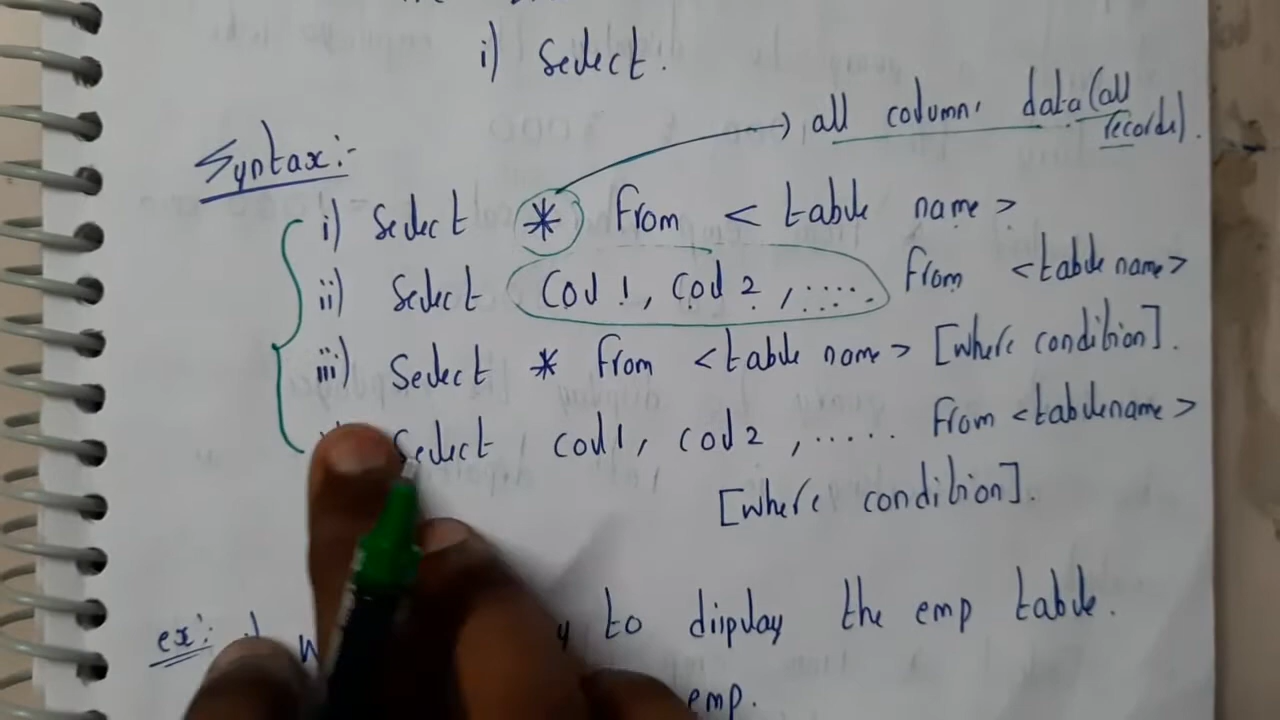 i) Select.
all column, data (all records).
Syntax:-
i) Select * From < table name >
ii) Select Col 1, Col 2, ..... From <table name>
iii) Select * From <table name> [where condition].
Select col1, col2, ..... From <tablename>
[where condition].
ex: to display the emp table.
emp.